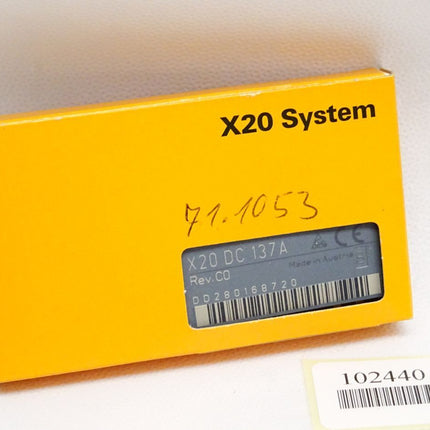 X20 System
71.1053
X20 DC 137A
Rev.C0
Made in Austria
DD280168720
102440